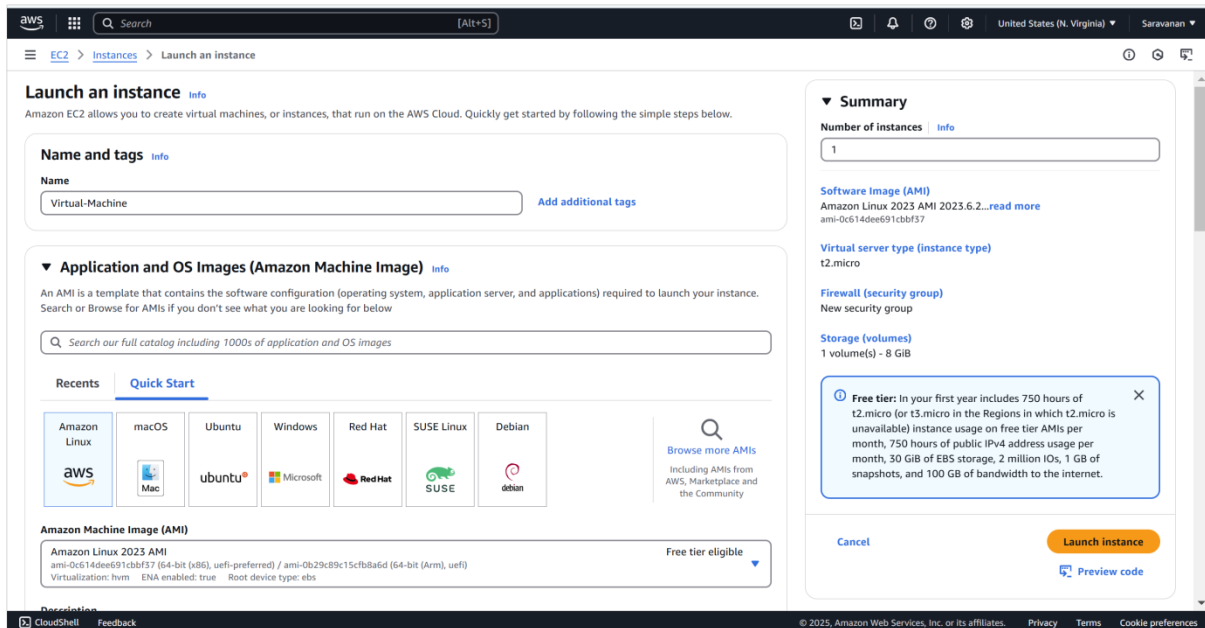 aws
Search [Alt+S]
United States (N. Virginia) ▼
Saravanan ▼
EC2 > Instances > Launch an instance
Launch an instance Info
Amazon EC2 allows you to create virtual machines, or instances, that run on the AWS Cloud. Quickly get started by following the simple steps below.
Name and tags Info
Name
Virtual-Machine
Add additional tags
▼ Application and OS Images (Amazon Machine Image) Info
An AMI is a template that contains the software configuration (operating system, application server, and applications) required to launch your instance.
Search or Browse for AMIs if you don't see what you are looking for below
Search our full catalog including 1000s of application and OS images
Recents
Quick Start
Amazon
Linux
aws
macOS
Mac
Ubuntu
ubuntu
Windows
Microsoft
Red Hat
Red Hat
SUSE Linux
SUSE
Debian
debian
Browse more AMIs
Including AMIs from
AWS, Marketplace and
the Community
Amazon Machine Image (AMI)
Amazon Linux 2023 AMI
Free tier eligible
ami-0c614dee691cbbf37 (64-bit (x86), uefi-preferred) / ami-0b29c89c15cfb8a6d (64-bit (Arm), uefi)
Virtualization: hvm ENA enabled: true Root device type: ebs
Description
▼ Summary
Number of instances Info
1
Software Image (AMI)
Amazon Linux 2023 AMI 2023.6.2...read more
ami-0c614dee691cbbf37
Virtual server type (instance type)
t2.micro
Firewall (security group)
New security group
Storage (volumes)
1 volume(s) - 8 GiB
Free tier: In your first year includes 750 hours of
t2.micro (or t3.micro in the Regions in which t2.micro is
unavailable) instance usage on free tier AMIs per
month, 750 hours of public IPv4 address usage per
month, 30 GiB of EBS storage, 2 million IOs, 1 GB of
snapshots, and 100 GB of bandwidth to the internet.
Cancel
Launch instance
Preview code
CloudShell Feedback
© 2025, Amazon Web Services, Inc. or its affiliates. Privacy Terms Cookie preferences